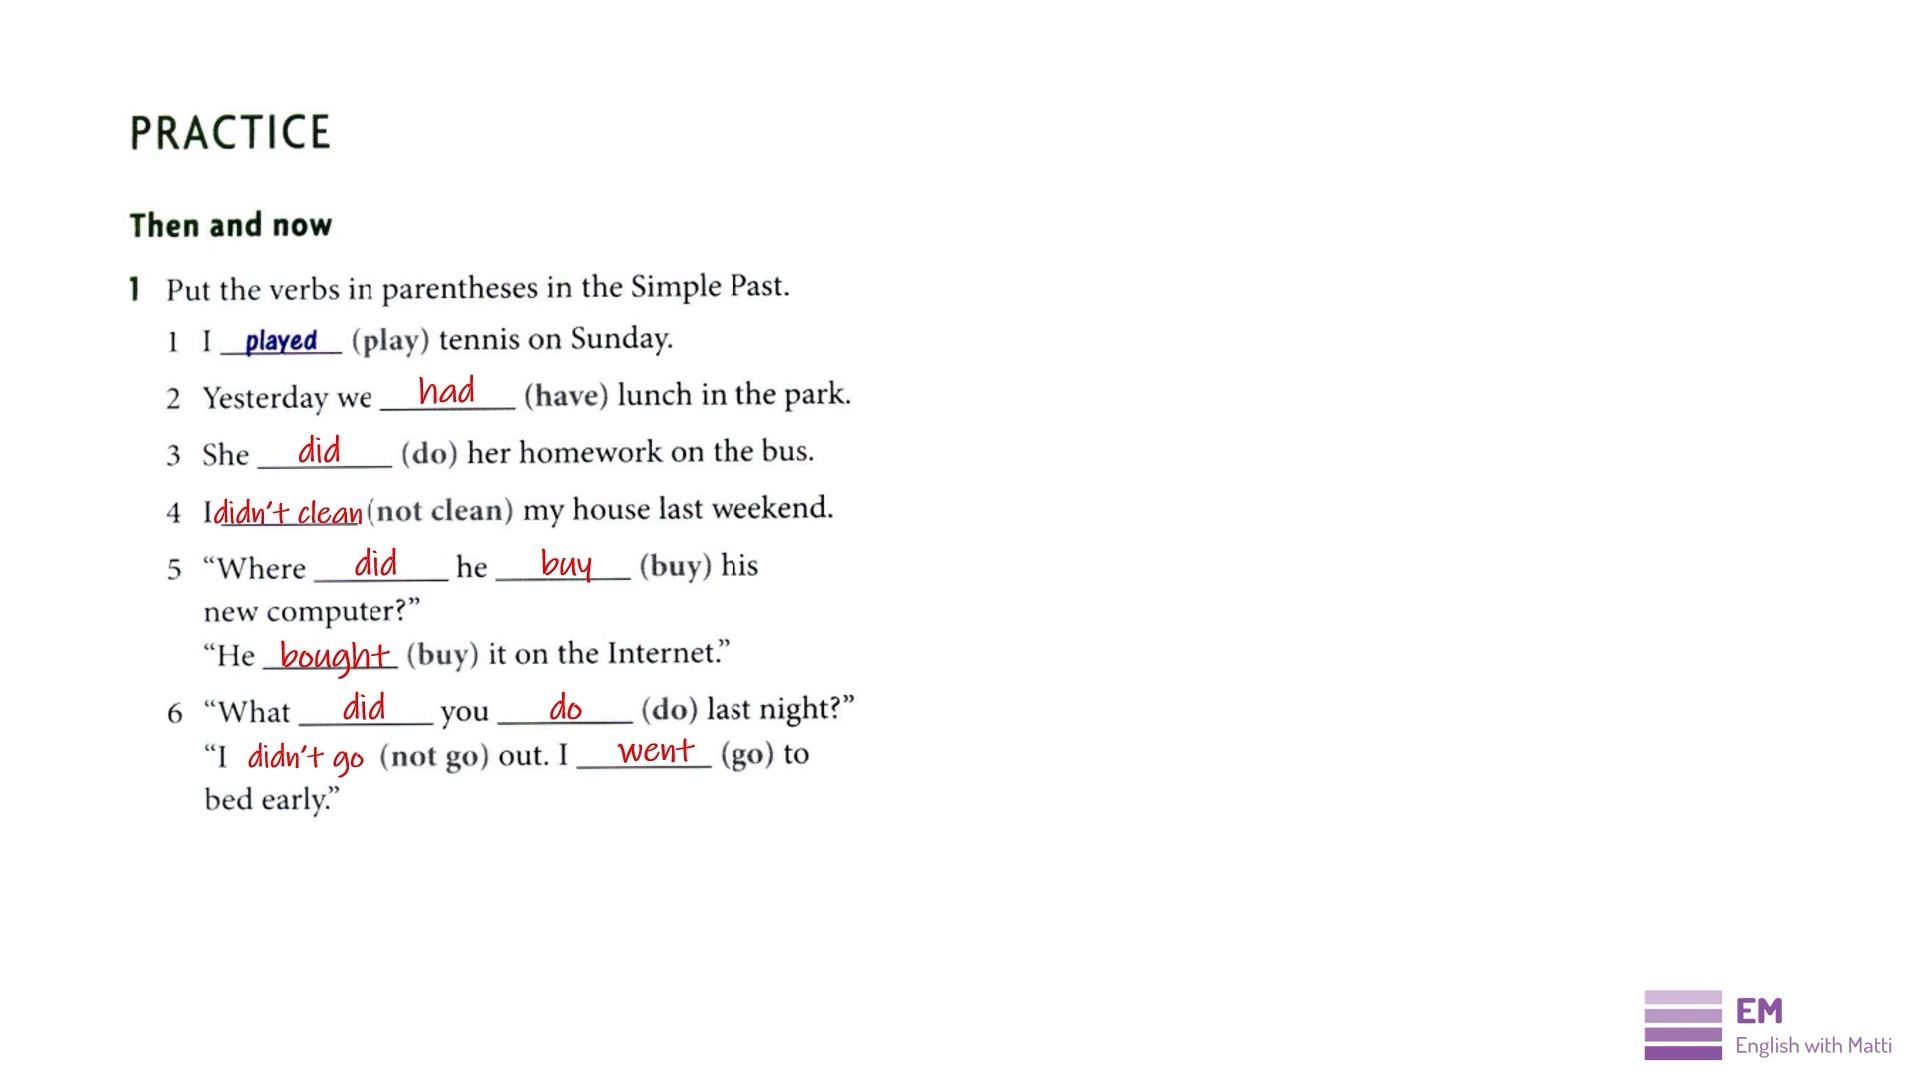 PRACTICE
Then and now
1 Put the verbs in parentheses in the Simple Past.
1 I played (play) tennis on Sunday.
2 Yesterday we had (have) lunch in the park.
3 She did (do) her homework on the bus.
4 I didn't clean (not clean) my house last weekend.
5 “Where did he buy (buy) his
new computer?”
“He bought (buy) it on the Internet.”
6 “What did you do (do) last night?”
“I didn't go (not go) out. I went (go) to
bed early.”
EM
English with Matti